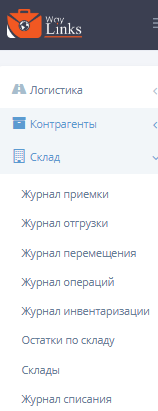 Way
Links
Логистика
Контрагенты
Склад
Журнал приемки
Журнал отгрузки
Журнал перемещения
Журнал операций
Журнал инвентаризации
Остатки по складу
Склады
Журнал списания